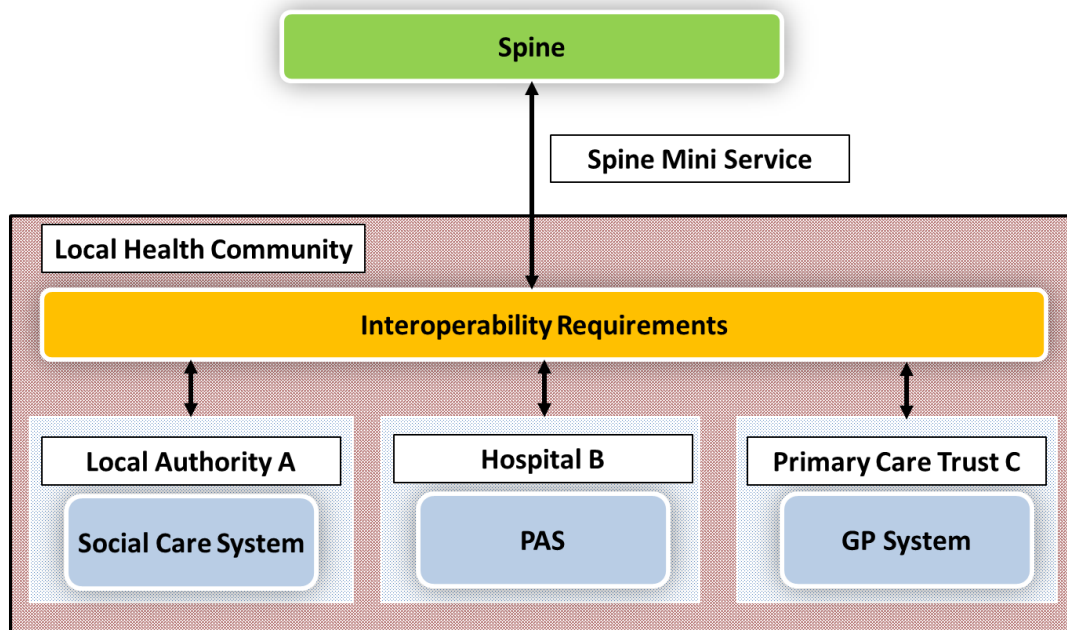 Spine
Spine Mini Service
Local Health Community
Interoperability Requirements
Local Authority A
Hospital B
Primary Care Trust C
Social Care System
PAS
GP System